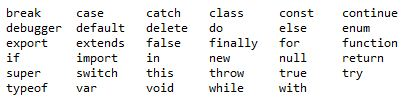 break case catch class const continue
debugger default delete do else enum
export extends false finally for function
if import in new null return
super switch this throw true try
typeof var void while with